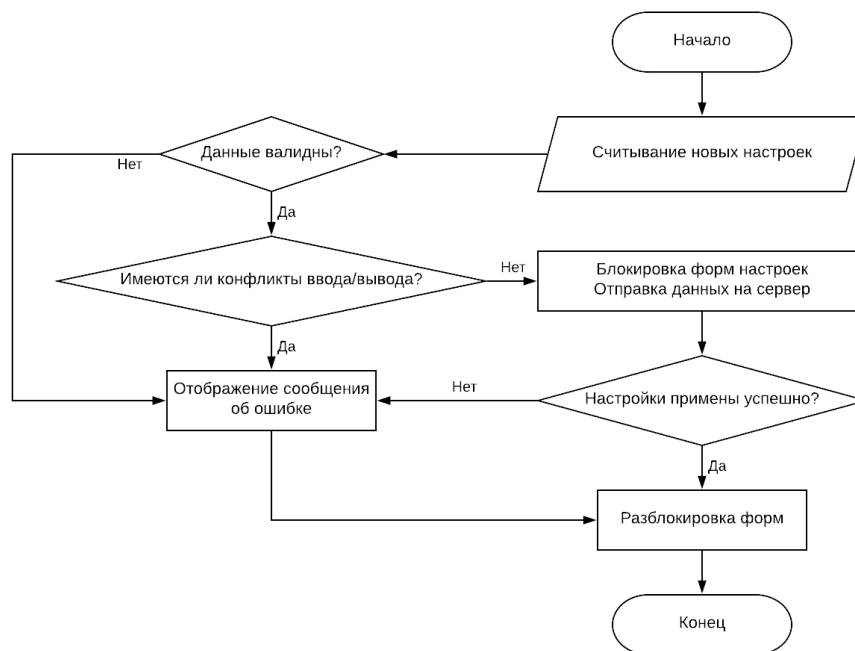 Начало
Считывание новых настроек
Данные валидны?
Нет
Да
Имеются ли конфликты ввода/вывода?
Нет
Блокировка форм настроек
Отправка данных на сервер
Да
Отображение сообщения
об ошибке
Нет
Настройки примены успешно?
Да
Разблокировка форм
Конец